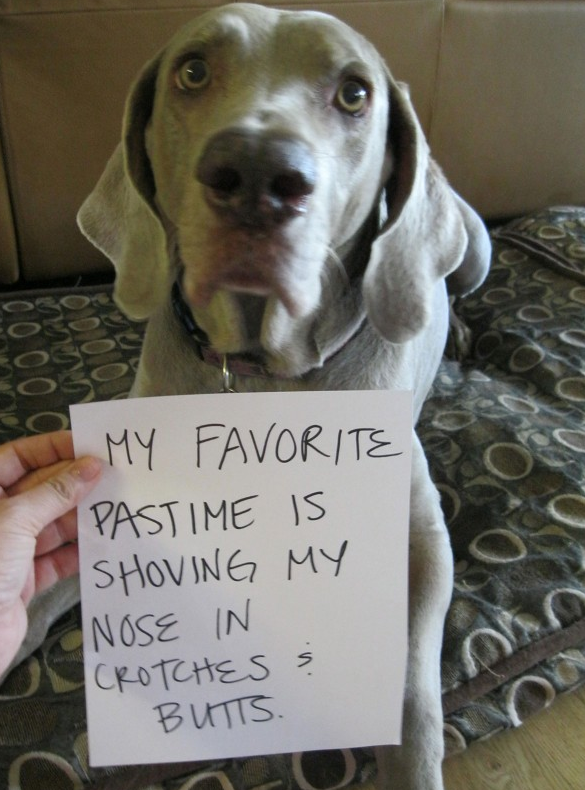 MY FAVORITE
PASTIME IS
SHOVING MY
NOSE IN
CROTCHES &
BUTTS.